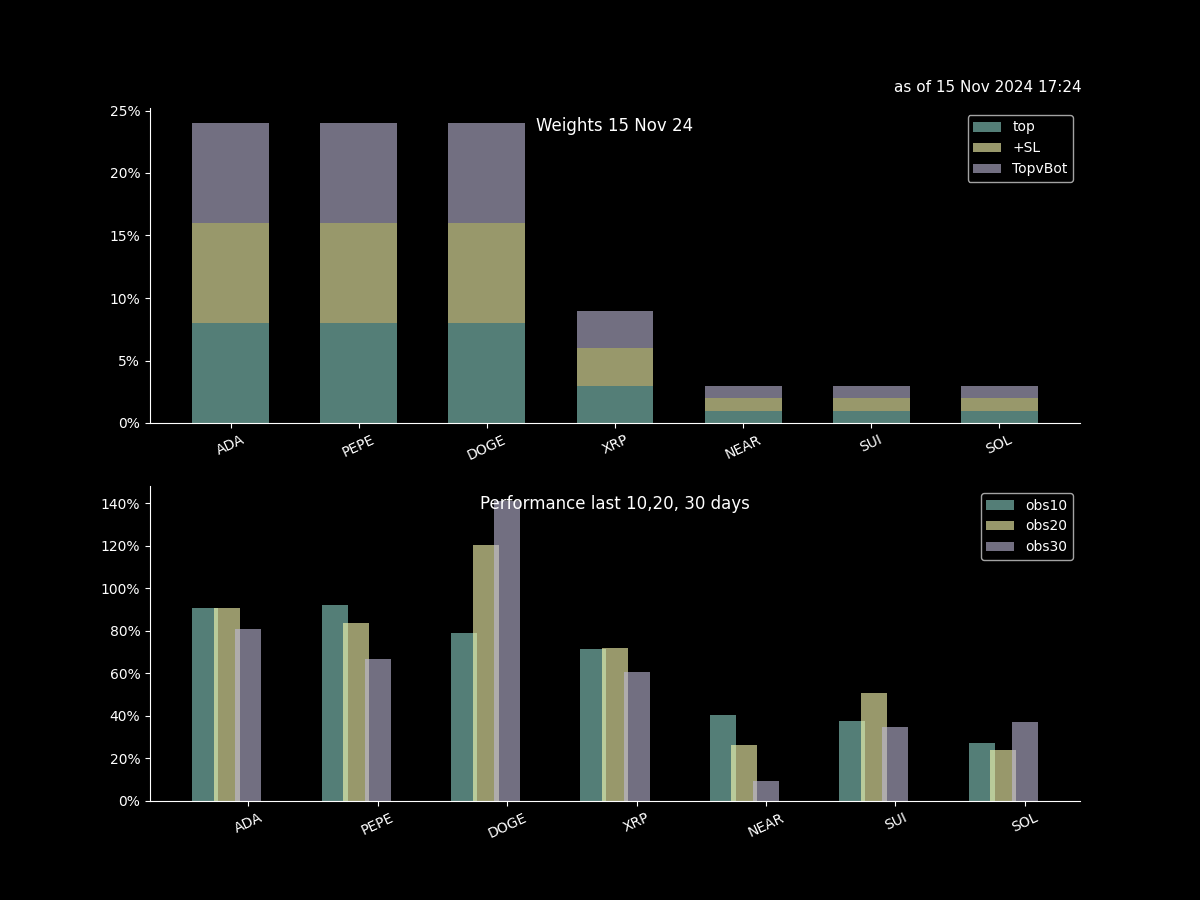 as of 15 Nov 2024 17:24
Weights 15 Nov 24
25%
20%
15%
10%
5%
0%
top
+SL
TopvBot
ADA PEPE DOGE XRP NEAR SUI SOL
Performance last 10,20, 30 days
140%
120%
100%
80%
60%
40%
20%
0%
obs10
obs20
obs30
ADA PEPE DOGE XRP NEAR SUI SOL